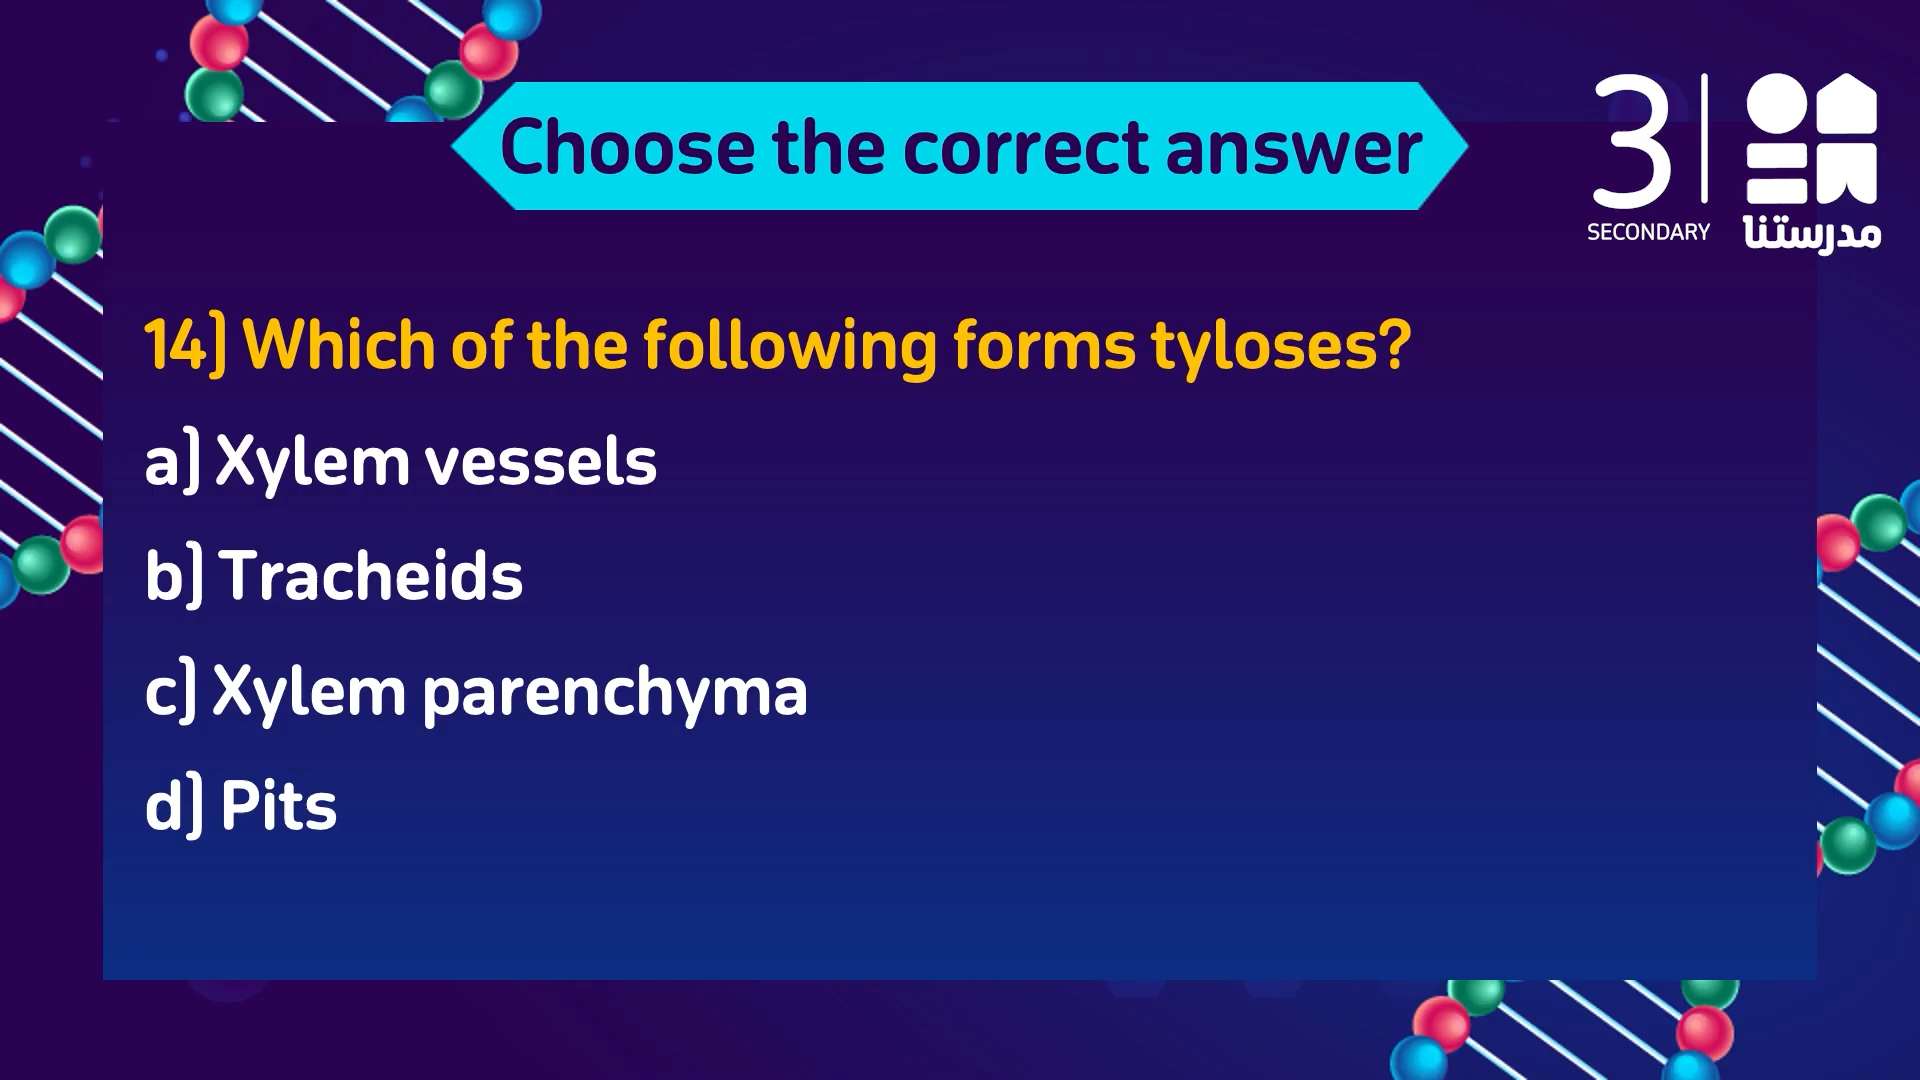 Choose the correct answer
3
SECONDARY
مدرستنا
14) Which of the following forms tyloses?
a) Xylem vessels
b) Tracheids
c) Xylem parenchyma
d) Pits